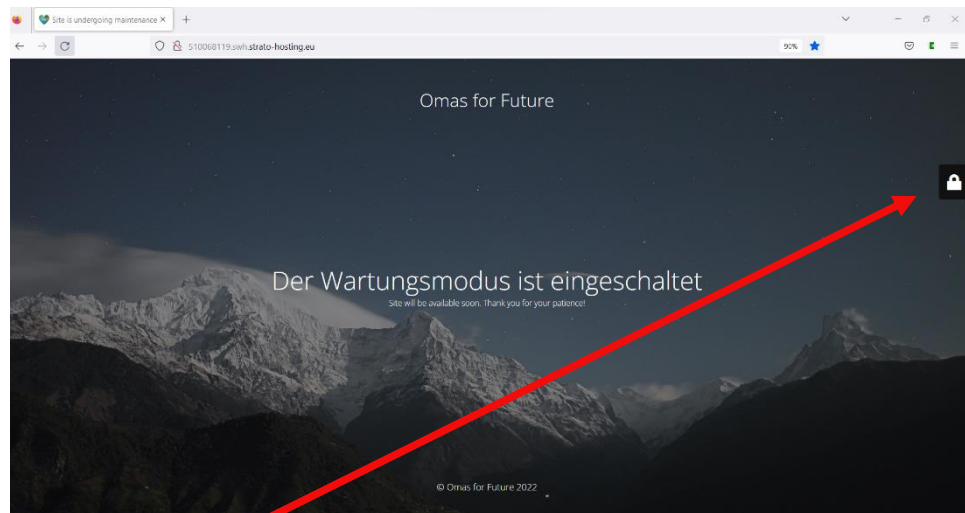 Site is undergoing maintenance
510068119.swh.strato-hosting.eu
90%
Omas for Future
Der Wartungsmodus ist eingeschaltet
Site will be available soon. Thank you for your patience!
© Omas for Future 2022